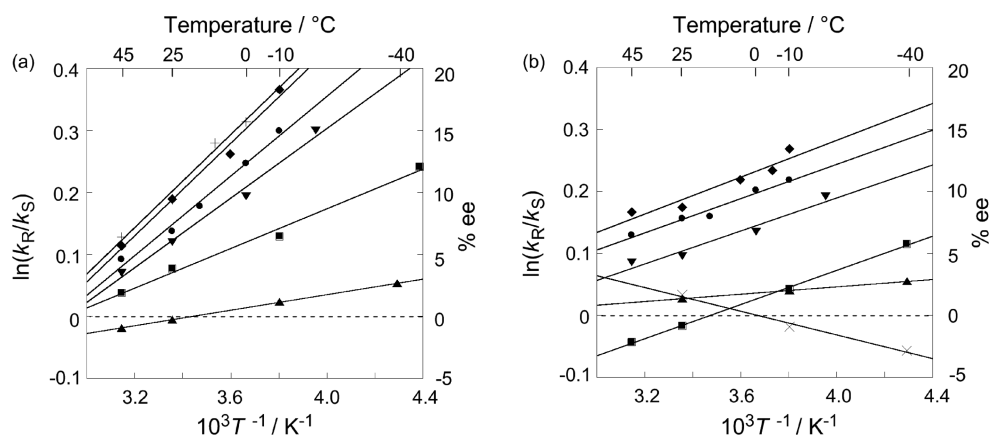 Temperature / °C
Temperature / °C
(a)
45 25 0 -10 -40
(b)
45 25 0 -10 -40
0.4
0.3
0.2
0.1
0
-0.1
ln(kR/kS)
20
15
10
5
0
-5
% ee
3.2 3.6 4.0 4.4
10³T ⁻¹ / K⁻¹
0.4
0.3
0.2
0.1
0
-0.1
ln(kR/kS)
20
15
10
5
0
-5
% ee
3.2 3.6 4.0 4.4
10³T ⁻¹ / K⁻¹